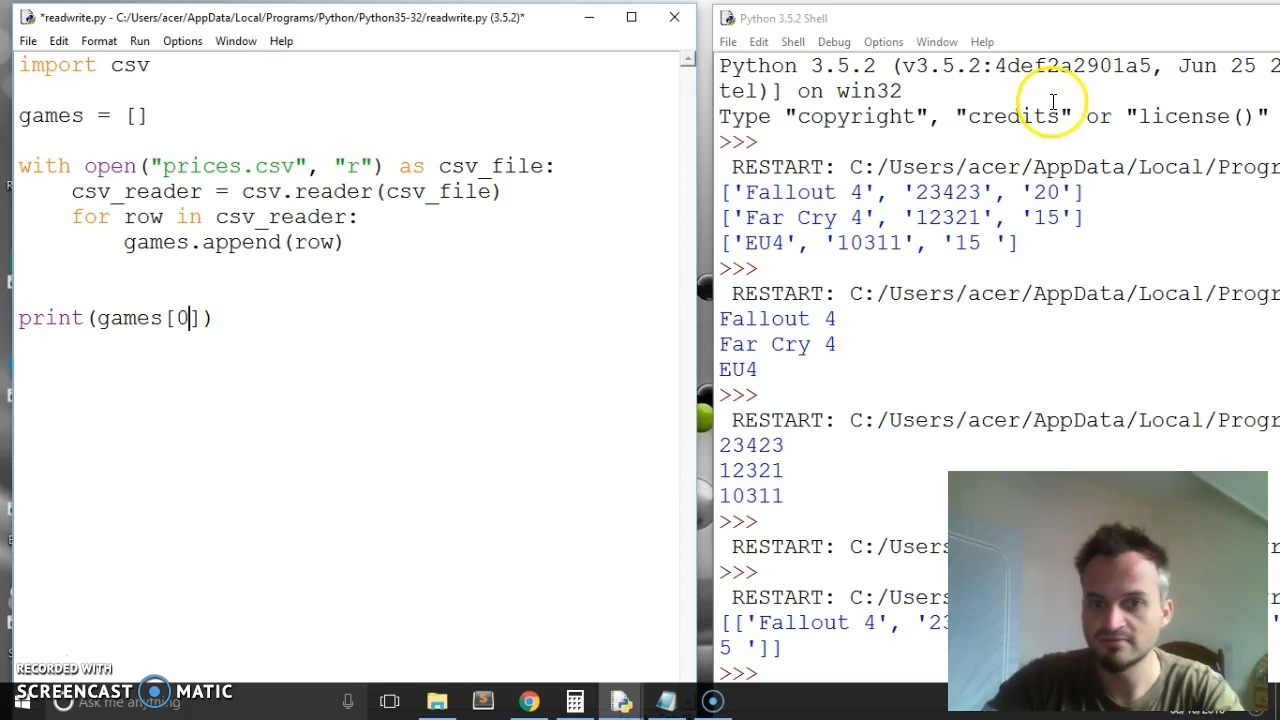 *readwrite.py - C:/Users/acer/AppData/Local/Programs/Python/Python35-32/readwrite.py (3.5.2)*
File Edit Format Run Options Window Help
import csv
games = []
with open("prices.csv", "r") as csv_file:
csv_reader = csv.reader(csv_file)
for row in csv_reader:
games.append(row)
print(games[0])
Python 3.5.2 Shell
File Edit Shell Debug Options Window Help
Python 3.5.2 (v3.5.2:4def2a2901a5, Jun 25 2
tel)] on win32
Type "copyright", "credits" or "license()"
>>>
RESTART: C:/Users/acer/AppData/Local/Progr
['Fallout 4', '23423', '20']
['Far Cry 4', '12321', '15']
['EU4', '10311', '15 ']
>>>
RESTART: C:/Users/acer/AppData/Local/Progr
Fallout 4
Far Cry 4
EU4
>>>
RESTART: C:/Users/acer/AppData/Local/Progr
23423
12321
10311
>>>
RESTART: C:/Users
>>>
RESTART: C:/Users
[['Fallout 4', '23
5 ']]
>>>
RECORDED WITH
SCREENCAST MATIC
Ask me anything